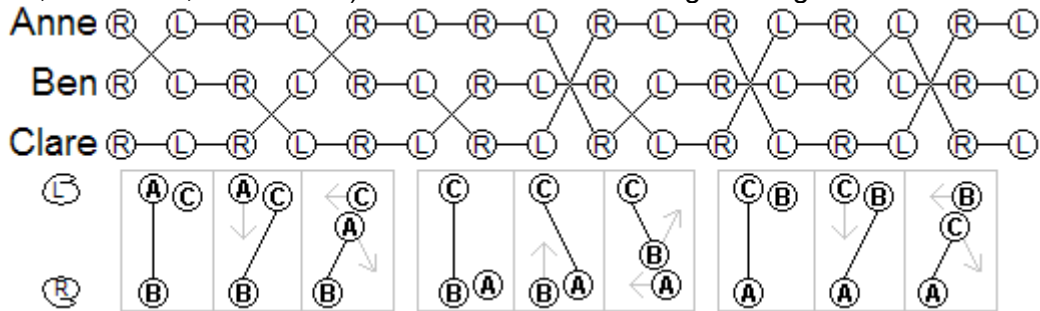 Anne R L R L R L R L R L R L R L R L
Ben R L R L R L R L R L R L R L R L
Clare R L R L R L R L R L R L R L R L
L A C A C C C C C C B C B B
A C
B
R B B B B A B A A A A A